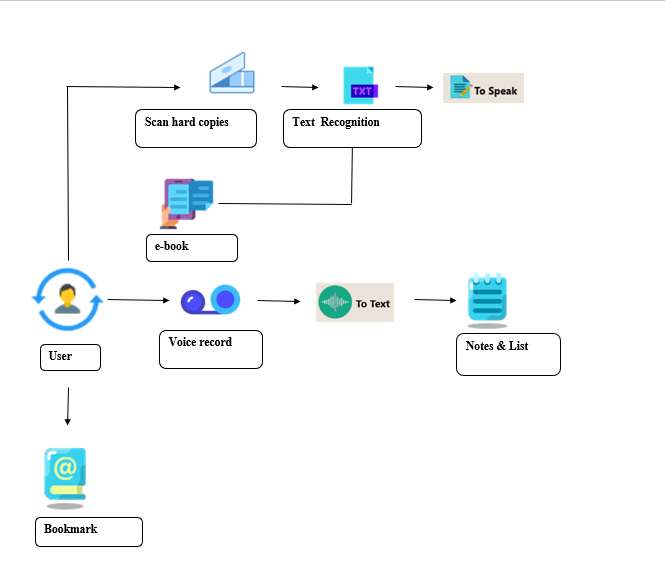 TXT
To Speak
Scan hard copies
Text Recognition
e-book
To Text
User
Voice record
Notes & List
@
Bookmark